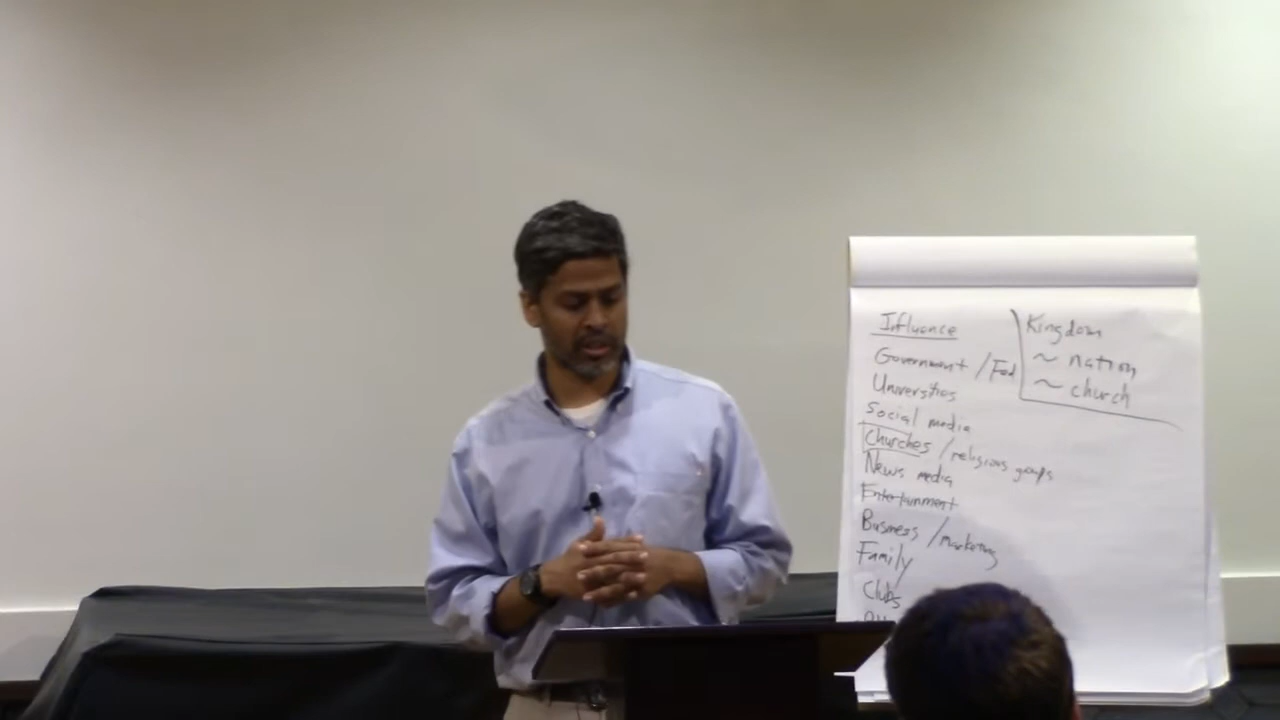 Influence
Government / Fed
Universities
Social media
Churches / religious groups
News media
Entertainment
Business / marketing
Family
Clubs
Kingdom
~ nation
~ church